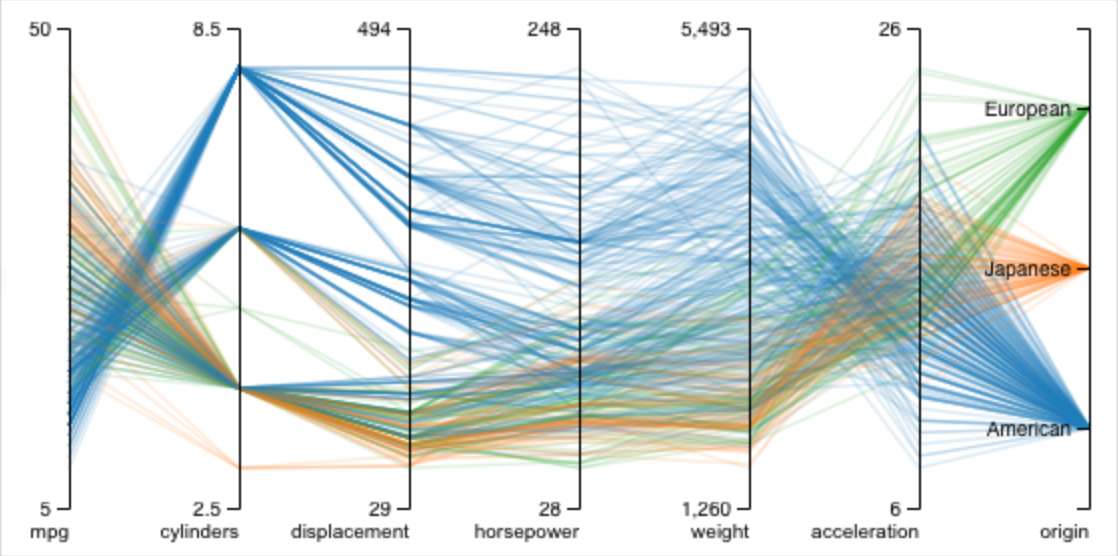 50 8.5 494 248 5,493 26
European
Japanese
American
5 2.5 29 28 1,260 6
mpg cylinders displacement horsepower weight acceleration origin